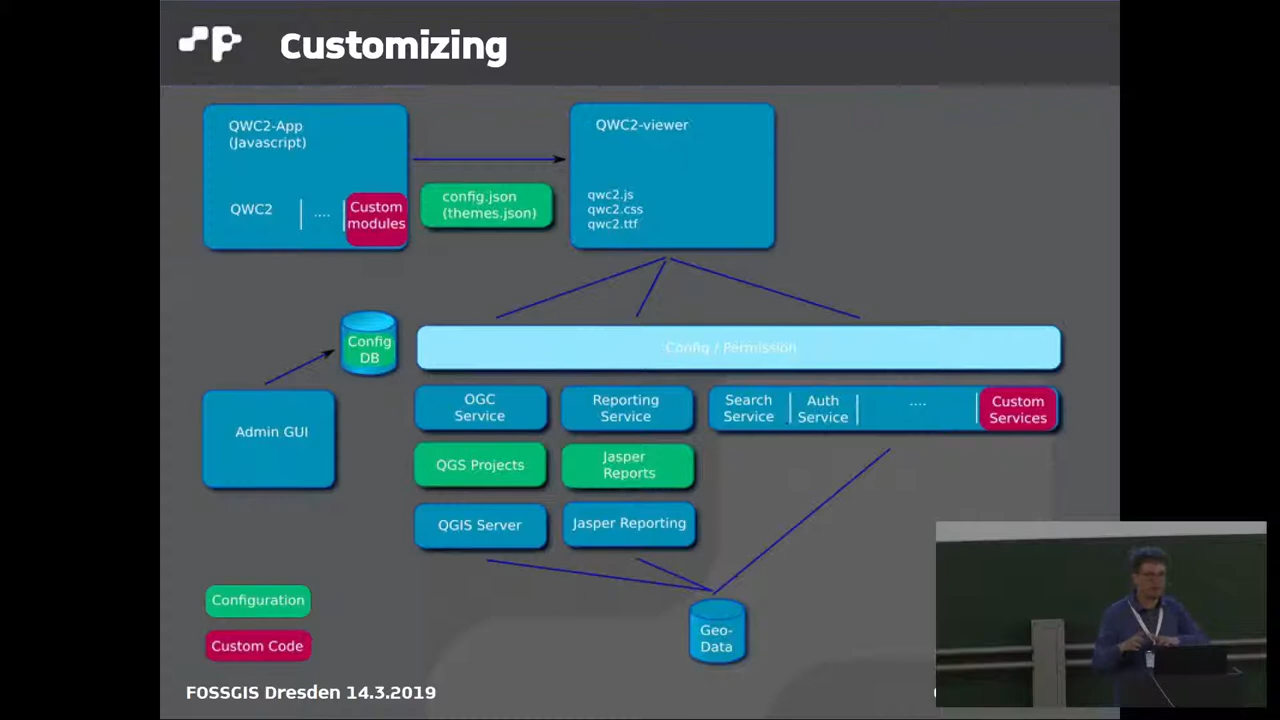 Customizing
QWC2-App
(Javascript)
QWC2
....
Custom
modules
config.json
(themes.json)
QWC2-viewer
qwc2.js
qwc2.css
qwc2.ttf
Config
DB
Config / Permission
Admin GUI
OGC
Service
Reporting
Service
Search
Service
Auth
Service
....
Custom
Services
QGS Projects
Jasper
Reports
QGIS Server
Jasper Reporting
Geo-
Data
Configuration
Custom Code
FOSSGIS Dresden 14.3.2019